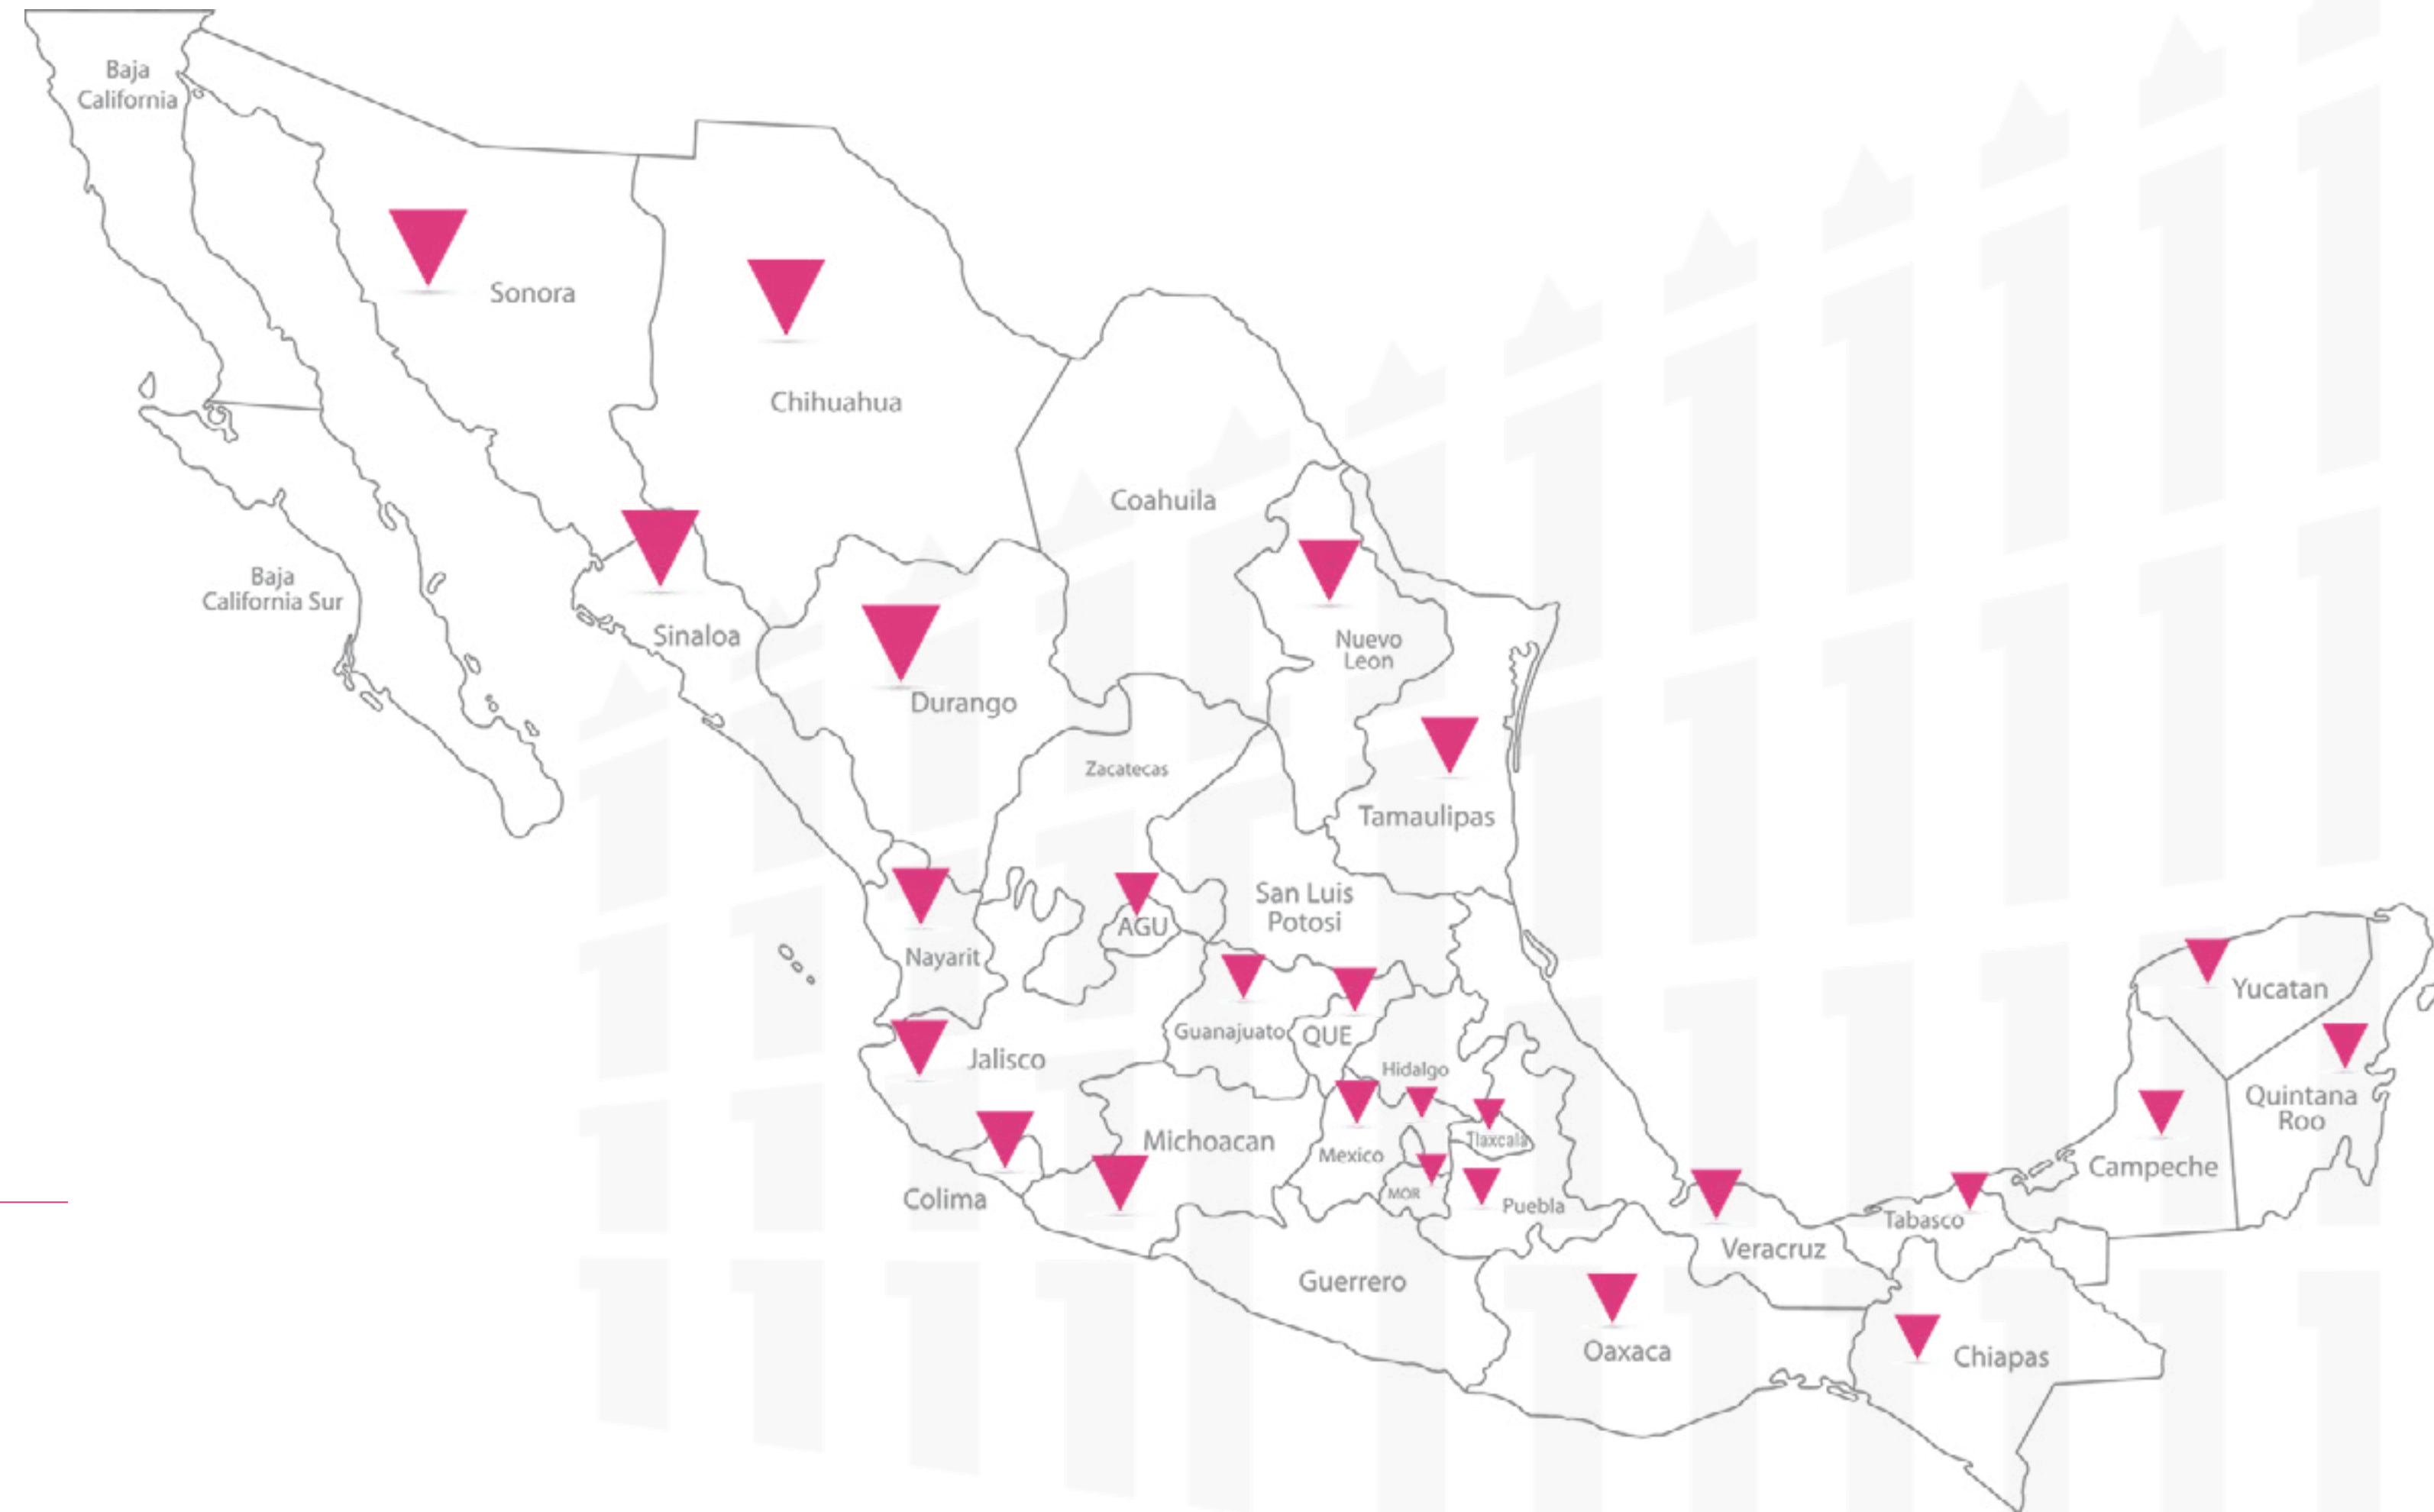 Baja
California
Sonora
Chihuahua
Coahuila
Baja
California Sur
Sinaloa
Nuevo
Leon
Durango
Zacatecas
Tamaulipas
San Luis
Potosi
AGU
Nayarit
Yucatan
Guanajuato
QUE
Jalisco
Hidalgo
Quintana
Roo
Michoacan
Tlaxcala
Mexico
Campeche
MOR
Colima
Puebla
Tabasco
Veracruz
Guerrero
Oaxaca
Chiapas